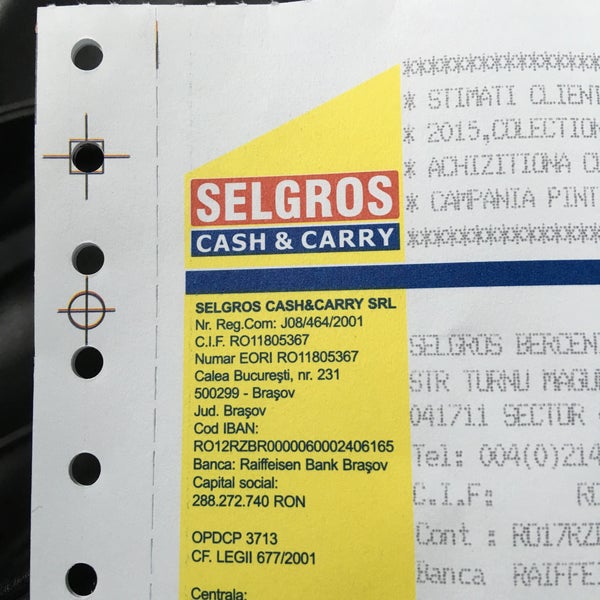 SELGROS
CASH & CARRY
SELGROS CASH&CARRY SRL
Nr. Reg.Com: J08/464/2001
C.I.F. RO11805367
Numar EORI RO11805367
Calea Bucureşti, nr. 231
500299 - Braşov
Jud. Braşov
Cod IBAN:
RO12RZBR0000060002406165
Banca: Raiffeisen Bank Braşov
Capital social:
288.272.740 RON
OPDCP 3713
CF. LEGII 677/2001
Centrala:
* STIMATI CLIENT
* 2015,COLECTION
* ACHIZITIONA C
* CAMPANIA PINT
SELGROS BERCENI
STR TURNU MAGU
041711 SECTOR
Tel: 004(0)214
C.I.F: RO
Cont : RO17RZ
Banca RAIFFEI